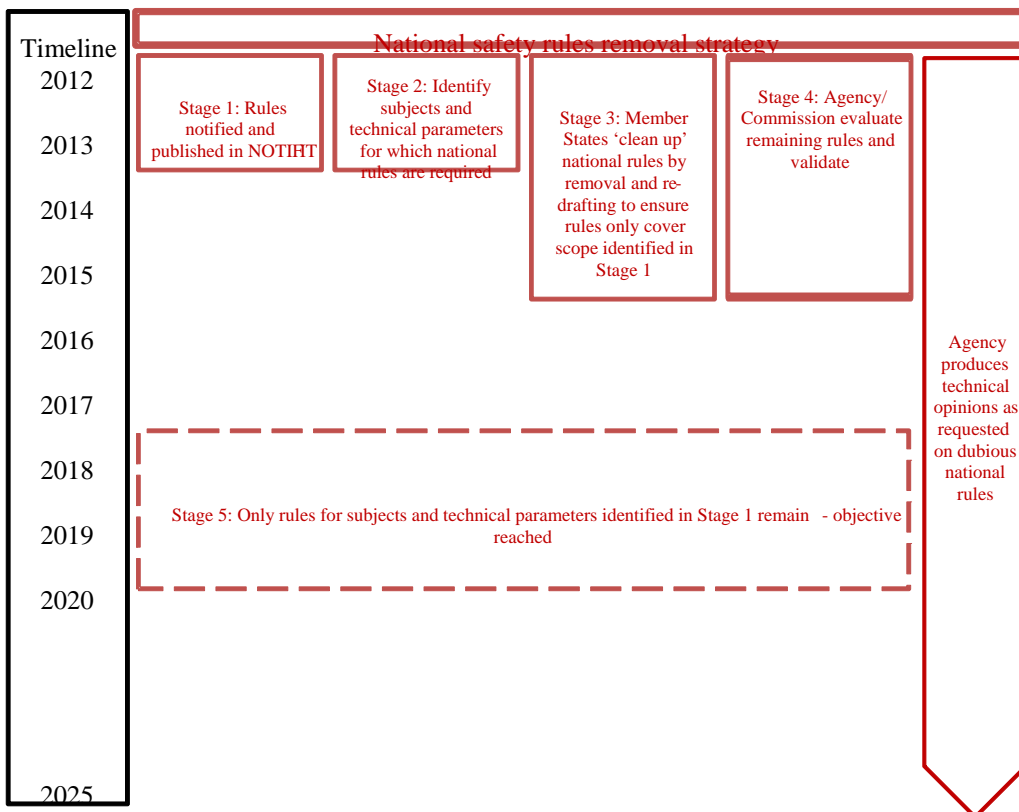 National safety rules removal strategy
Timeline
2012
2013
2014
2015
2016
2017
2018
2019
2020
2025
Stage 1: Rules
notified and
published in NOTIHT
Stage 2: Identify
subjects and
technical parameters
for which national
rules are required
Stage 3: Member
States ‘clean up’
national rules by
removal and re-
drafting to ensure
rules only cover
scope identified in
Stage 1
Stage 4: Agency/
Commission evaluate
remaining rules and
validate
Agency
produces
technical
opinions as
requested
on dubious
national
rules
Stage 5: Only rules for subjects and technical parameters identified in Stage 1 remain - objective
reached